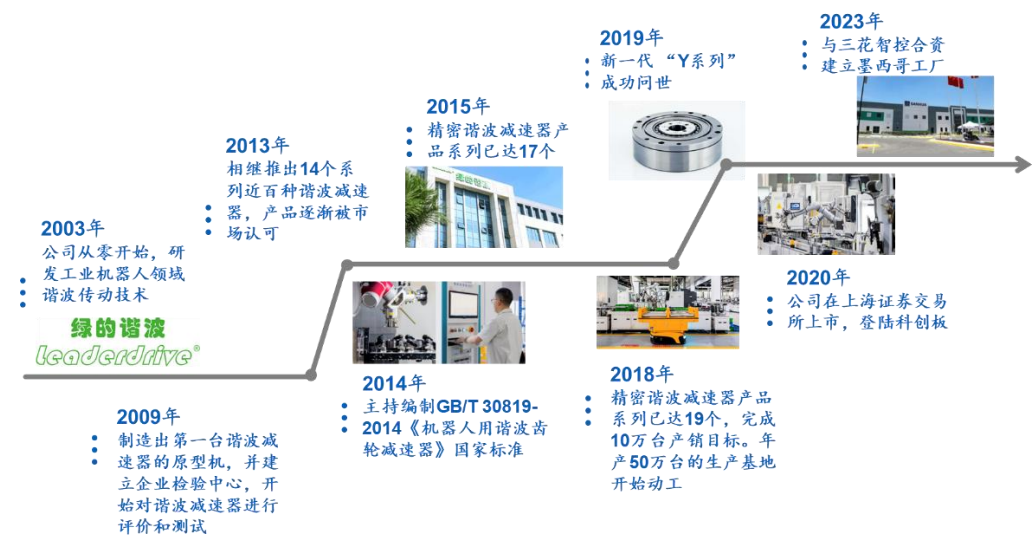 2003年
公司从零开始，研
发工业机器人领域
谐波传动技术
绿的谐波
Leaderdrive®
2009年
制造出第一台谐波减
速器的原型机，并建
立企业检验中心，开
始对谐波减速器进行
评价和测试
2013年
相继推出14个系
列近百种谐波减速
器，产品逐渐被市
场认可
2014年
主持编制GB/T 30819-
2014《机器人用谐波齿
轮减速器》国家标准
2015年
精密谐波减速器产
品系列已达17个
绿的谐波
2018年
精密谐波减速器产品
系列已达19个，完成
10万台产销目标。年
产50万台的生产基地
开始动工
2019年
新一代 “Y系列”
成功问世
2020年
公司在上海证券交易
所上市，登陆科创板
2023年
与三花智控合资
建立墨西哥工厂